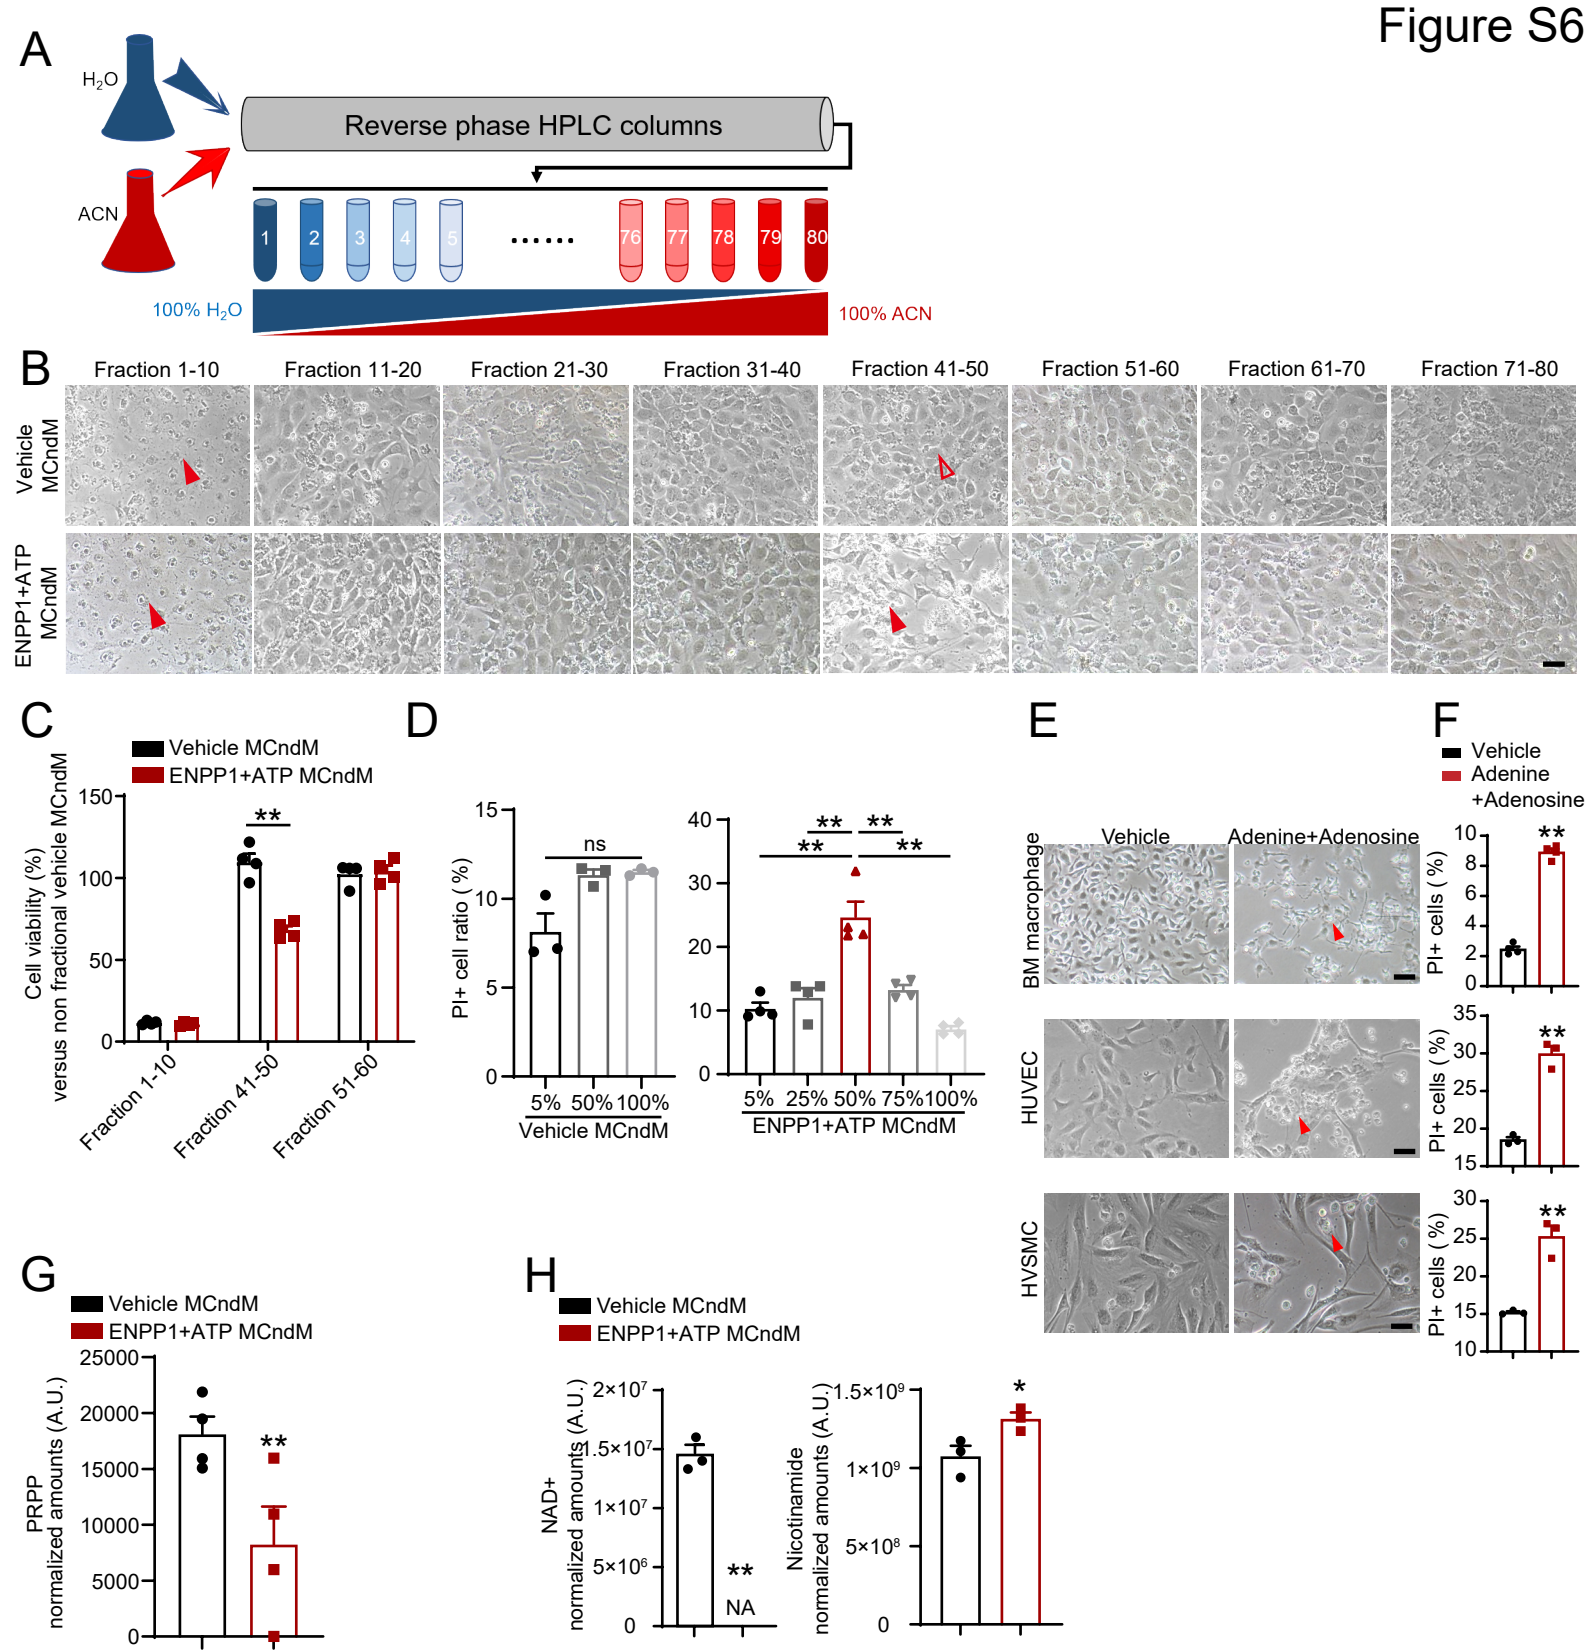 Figure S6
A
H2O
ACN
Reverse phase HPLC columns
1 2 3 4 5 ...... 76 77 78 79 80
100% H2O
100% ACN
B
Fraction 1-10 Fraction 11-20 Fraction 21-30 Fraction 31-40 Fraction 41-50 Fraction 51-60 Fraction 61-70 Fraction 71-80
Vehicle
MCndM
ENPP1+ATP
MCndM
C
Vehicle MCndM
ENPP1+ATP MCndM
Cell viability (%)
versus non fractional vehicle MCndM
150
100
50
0
**
Fraction 1-10
Fraction 41-50
Fraction 51-60
D
PI+ cell ratio ( %)
15
10
5
0
ns
5% 50% 100%
Vehicle MCndM
40
30
20
10
0
** **
** **
5% 25% 50% 75%100%
ENPP1+ATP MCndM
E
Vehicle Adenine+Adenosine
BM macrophage
HUVEC
HVSMC
F
Vehicle
Adenine
+Adenosine
PI+ cells ( %)
10
8
6
4
2
0
**
PI+ cells ( %)
35
30
25
20
15
**
PI+ cells ( %)
30
25
20
15
10
**
G
Vehicle MCndM
ENPP1+ATP MCndM
PRPP
normalized amounts (A.U.)
25000
20000
15000
10000
5000
0
**
H
Vehicle MCndM
ENPP1+ATP MCndM
NAD+
normalized amounts (A.U.)
2×10⁷
1.5×10⁷
1×10⁷
5×10⁶
0
**
NA
Nicotinamide
normalized amounts (A.U.)
1.5×10⁹
1×10⁹
5×10⁸
0
*